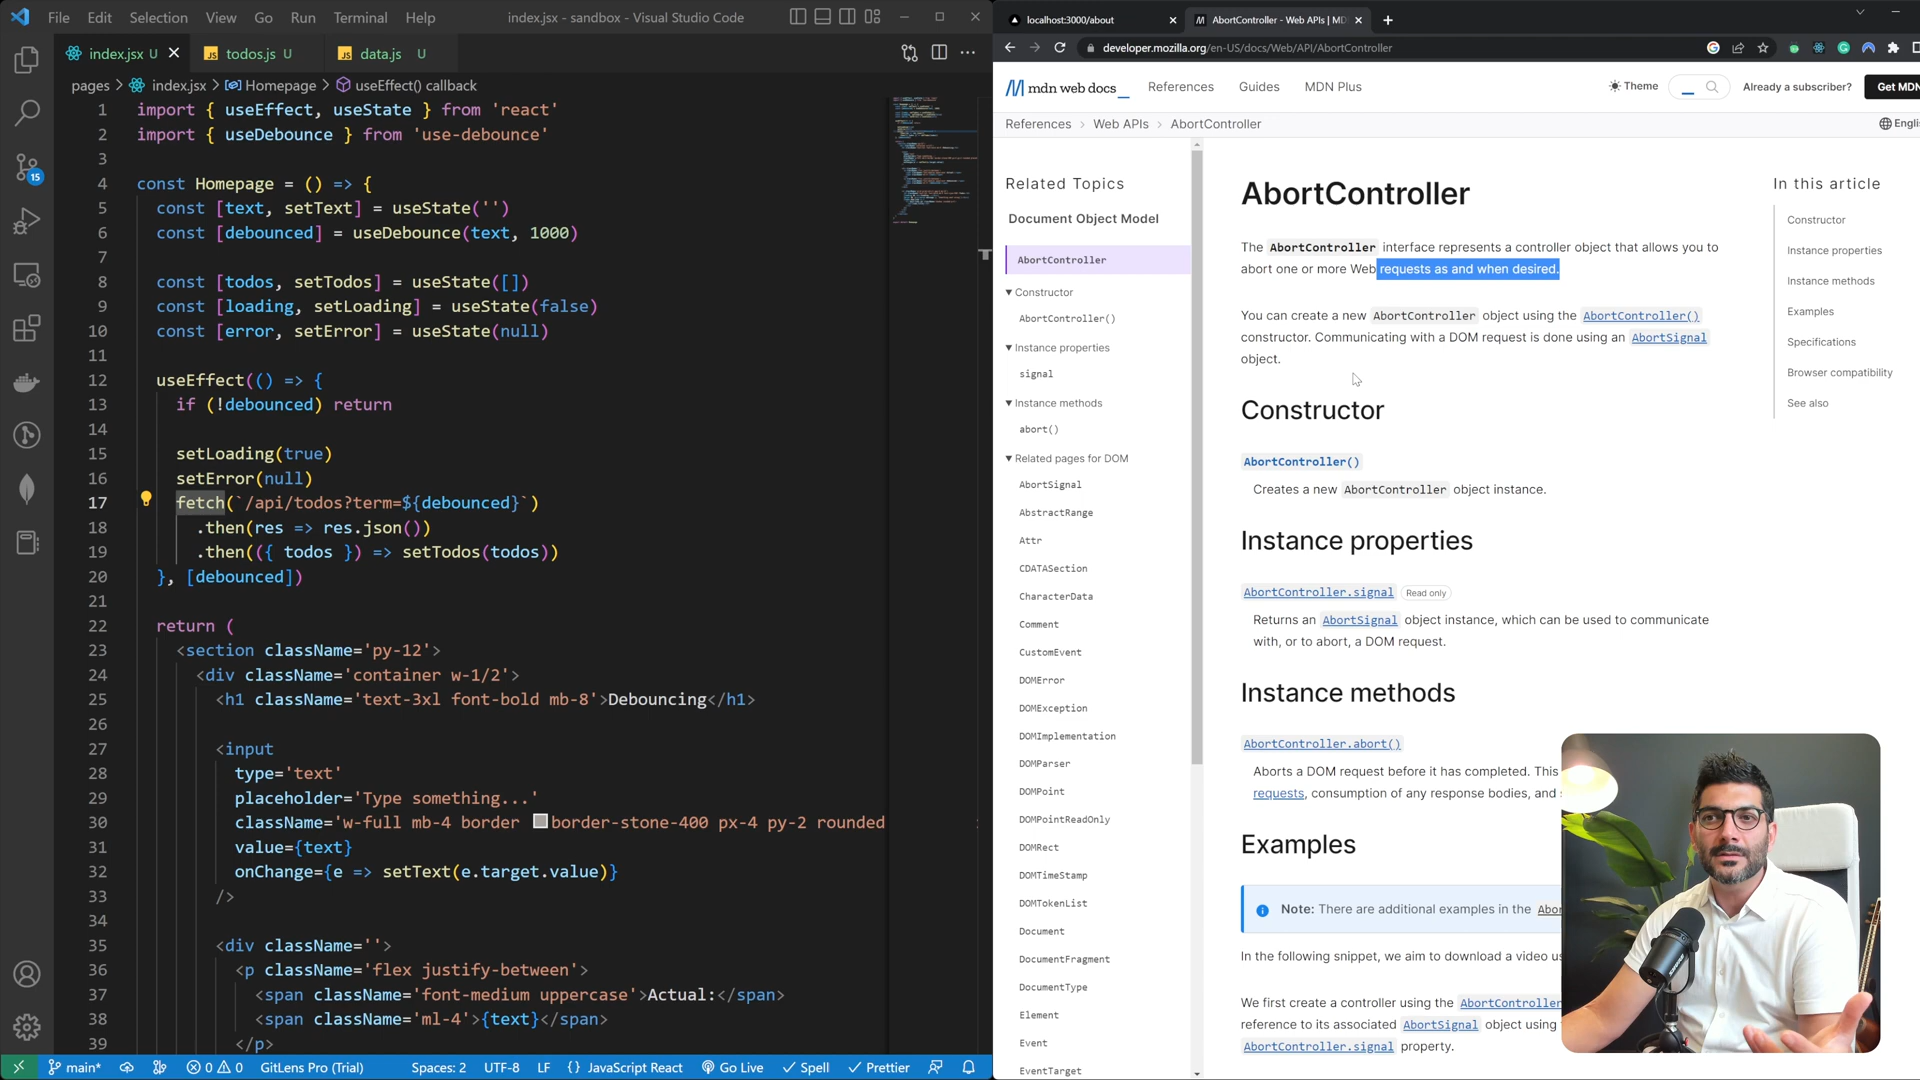 File Edit Selection View Go Run Terminal Help
index.jsx - sandbox - Visual Studio Code
index.jsx U
todos.js U
data.js U
pages > index.jsx > Homepage > useEffect() callback
15
1 import { useEffect, useState } from 'react'
2 import { useDebounce } from 'use-debounce'
3
4 const Homepage = () => {
5 const [text, setText] = useState('')
6 const [debounced] = useDebounce(text, 1000)
7
8 const [todos, setTodos] = useState([])
9 const [loading, setLoading] = useState(false)
10 const [error, setError] = useState(null)
11
12 useEffect(() => {
13 if (!debounced) return
14
15 setLoading(true)
16 setError(null)
17 fetch(`/api/todos?term=${debounced}`)
18 .then(res => res.json())
19 .then(({ todos }) => setTodos(todos))
20 }, [debounced])
21
22 return (
23 <section className='py-12'>
24 <div className='container w-1/2'>
25 <h1 className='text-3xl font-bold mb-8'>Debouncing</h1>
26
27 <input
28 type='text'
29 placeholder='Type something...'
30 className='w-full mb-4 border border-stone-400 px-4 py-2 rounded
31 value={text}
32 onChange={e => setText(e.target.value)}
33 />
34
35 <div className=''>
36 <p className='flex justify-between'>
37 <span className='font-medium uppercase'>Actual:</span>
38 <span className='ml-4'>{text}</span>
39 </p>
main* 0 0 GitLens Pro (Trial) Spaces: 2 UTF-8 LF {} JavaScript React Go Live Spell Prettier
localhost:3000/about
AbortController - Web APIs | MD
developer.mozilla.org/en-US/docs/Web/API/AbortController
mdn web docs_
References Guides MDN Plus
Theme
Already a subscriber?
Get MDN
References > Web APIs > AbortController
Engli
Related Topics
Document Object Model
AbortController
Constructor
AbortController()
Instance properties
signal
Instance methods
abort()
Related pages for DOM
AbortSignal
AbstractRange
Attr
CDATASection
CharacterData
Comment
CustomEvent
DOMError
DOMException
DOMImplementation
DOMParser
DOMPoint
DOMPointReadOnly
DOMRect
DOMTimeStamp
DOMTokenList
Document
DocumentFragment
DocumentType
Element
Event
EventTarget
AbortController
The AbortController interface represents a controller object that allows you to
abort one or more Web requests as and when desired.
You can create a new AbortController object using the AbortController()
constructor. Communicating with a DOM request is done using an AbortSignal
object.
Constructor
AbortController()
Creates a new AbortController object instance.
Instance properties
AbortController.signal Read only
Returns an AbortSignal object instance, which can be used to communicate
with, or to abort, a DOM request.
Instance methods
AbortController.abort()
Aborts a DOM request before it has completed. This
requests, consumption of any response bodies, and
Examples
Note: There are additional examples in the Abor
In the following snippet, we aim to download a video us
We first create a controller using the AbortController
reference to its associated AbortSignal object using
AbortController.signal property.
In this article
Constructor
Instance properties
Instance methods
Examples
Specifications
Browser compatibility
See also